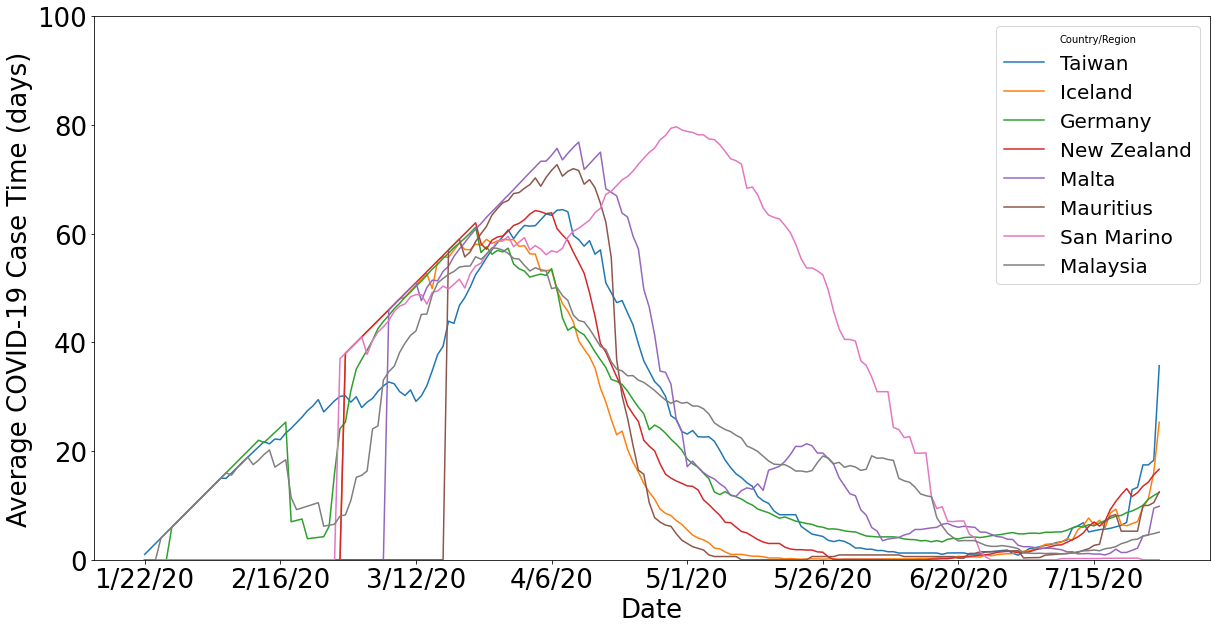 Average COVID-19 Case Time (days)
100
80
60
40
20
0
1/22/20 2/16/20 3/12/20 4/6/20 5/1/20 5/26/20 6/20/20 7/15/20
Date
Country/Region
Taiwan
Iceland
Germany
New Zealand
Malta
Mauritius
San Marino
Malaysia